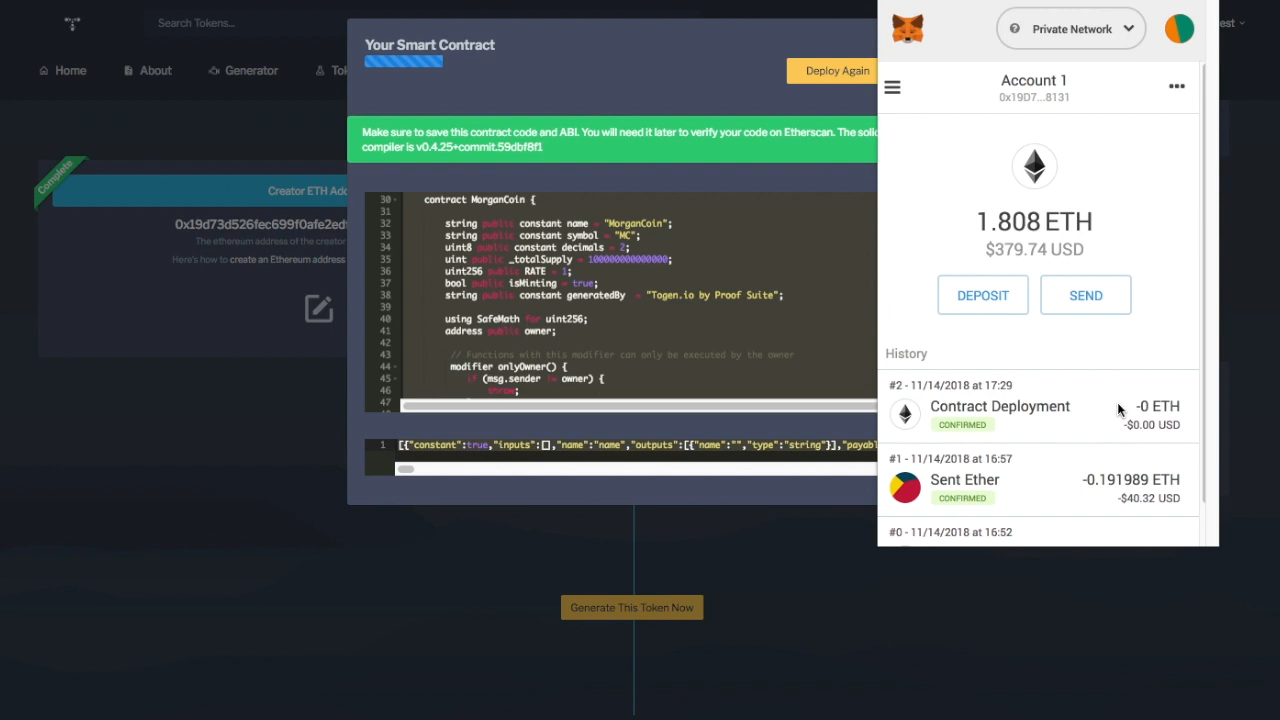 Search Tokens...
est
Home
About
Generator
Tok
Your Smart Contract
Deploy Again
Make sure to save this contract code and ABI. You will need it later to verify your code on Etherscan. The solid
compiler is v0.4.25+commit.59dbf8f1
Complete
Creator ETH Add
0x19d73d526fec699f0afe2ed
The ethereum address of the creator
Here's how to create an Ethereum address
30 contract MorganCoin {
31
32 string public constant name = "MorganCoin";
33 string public constant symbol = "MC";
34 uint8 public constant decimals = 2;
35 uint public _totalSupply = 100000000000000;
36 uint256 public RATE = 1;
37 bool public isMinting = true;
38 string public constant generatedBy = "Togen.io by Proof Suite";
39
40 using SafeMath for uint256;
41 address public owner;
42
43 // Functions with this modifier can only be executed by the owner
44 modifier onlyOwner() {
45 if (msg.sender != owner) {
46 throw;
47
1 [{"constant":true,"inputs":[],"name":"name","outputs":[{"name":"","type":"string"}],"payabl
Generate This Token Now
Private Network
Account 1
0x19D7...8131
1.808 ETH
$379.74 USD
DEPOSIT
SEND
History
#2 - 11/14/2018 at 17:29
Contract Deployment
-0 ETH
CONFIRMED
-$0.00 USD
#1 - 11/14/2018 at 16:57
Sent Ether
-0.191989 ETH
CONFIRMED
-$40.32 USD
#0 - 11/14/2018 at 16:52